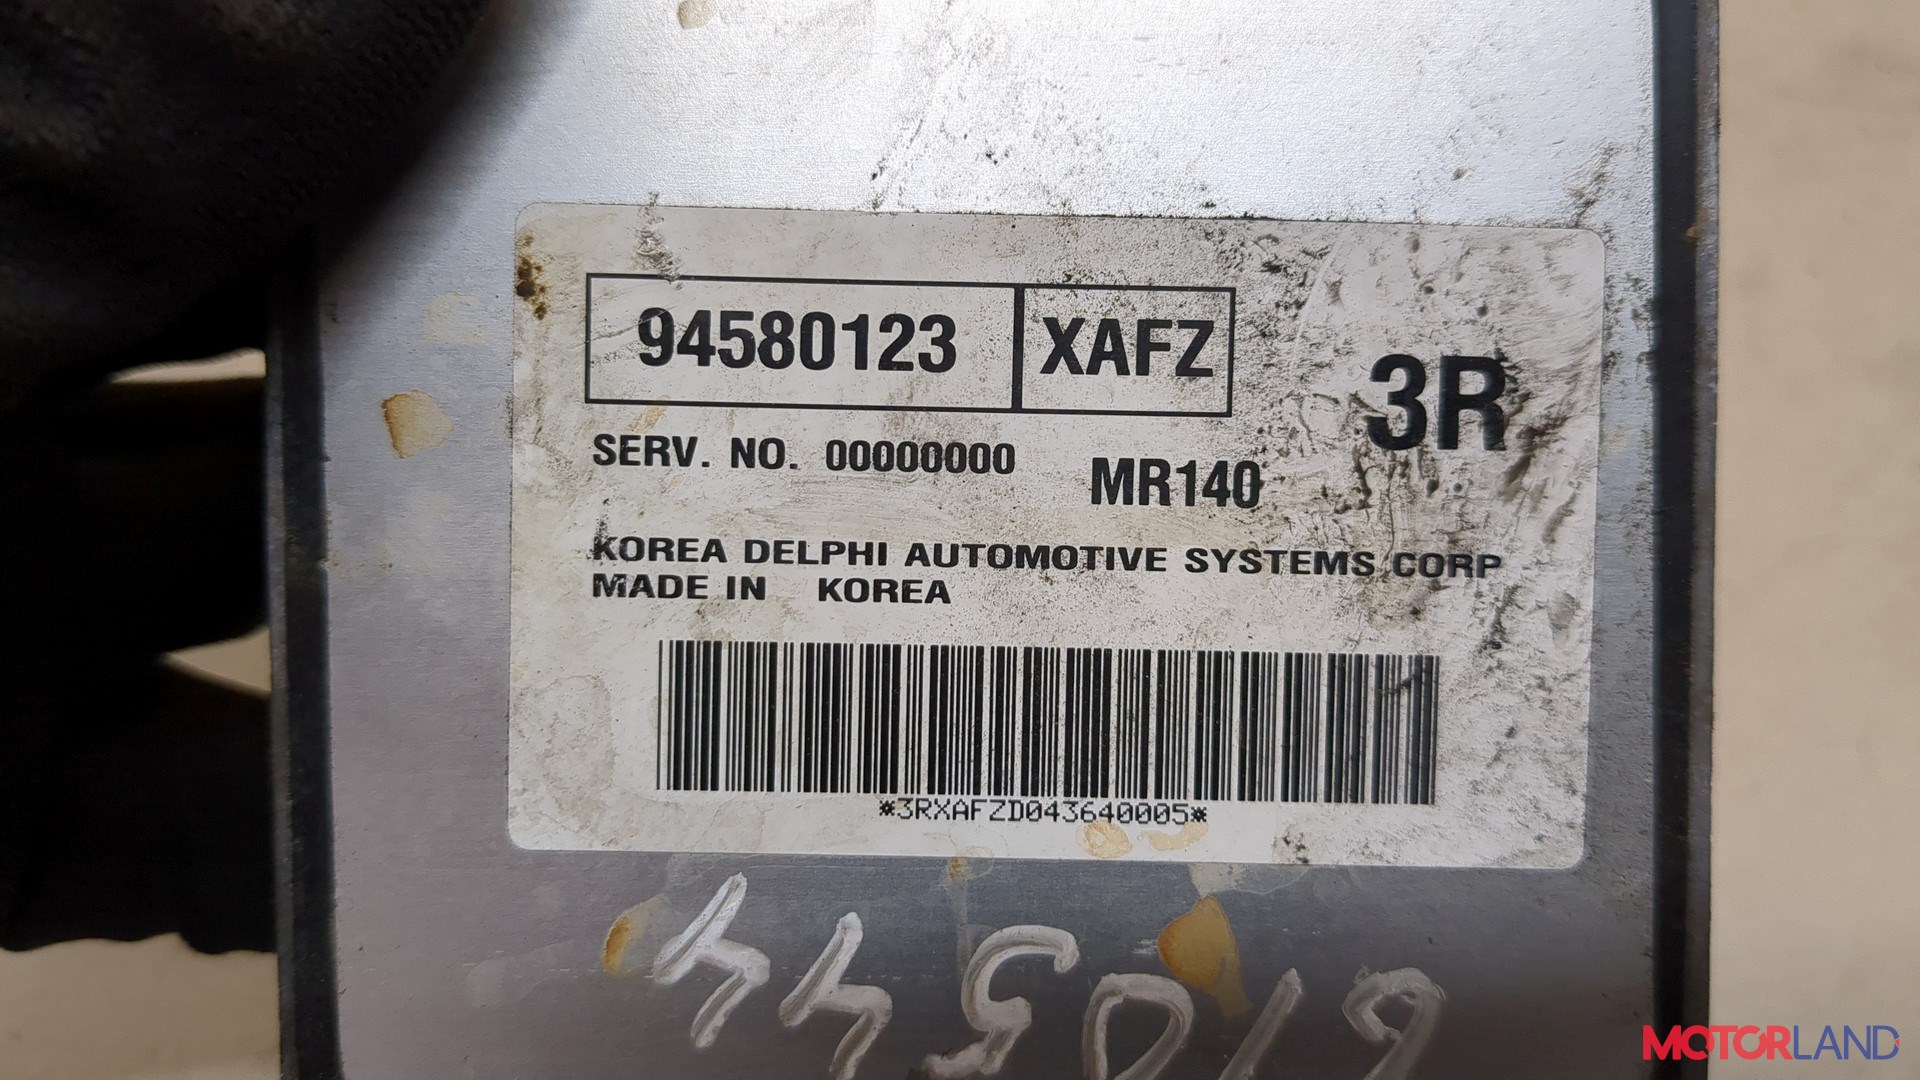 94580123 XAFZ
3R
SERV. NO. 00000000 MR140
KOREA DELPHI AUTOMOTIVE SYSTEMS CORP
MADE IN KOREA
*3RXAFZD043640005*
MOTORLAND